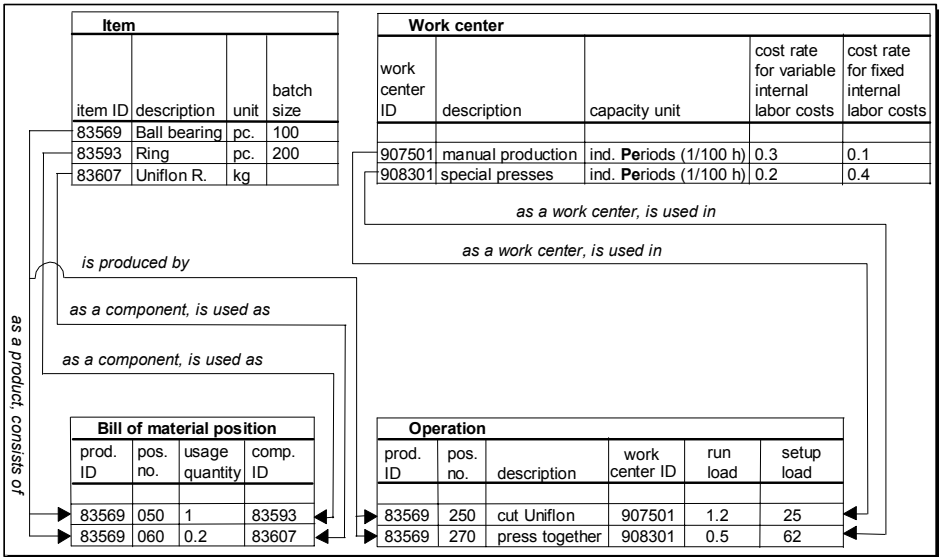 Item
item ID description unit batch size
83569 Ball bearing pc. 100
83593 Ring pc. 200
83607 Uniflon R. kg
Work center
work center ID description capacity unit cost rate for variable internal labor costs cost rate for fixed internal labor costs
907501 manual production ind. Periods (1/100 h) 0.3 0.1
908301 special presses ind. Periods (1/100 h) 0.2 0.4
as a work center, is used in
as a work center, is used in
is produced by
as a component, is used as
as a component, is used as
as a product, consists of
Bill of material position
prod. ID pos. no. usage quantity comp. ID
83569 050 1 83593
83569 060 0.2 83607
Operation
prod. ID pos. no. description work center ID run load setup load
83569 250 cut Uniflon 907501 1.2 25
83569 270 press together 908301 0.5 62